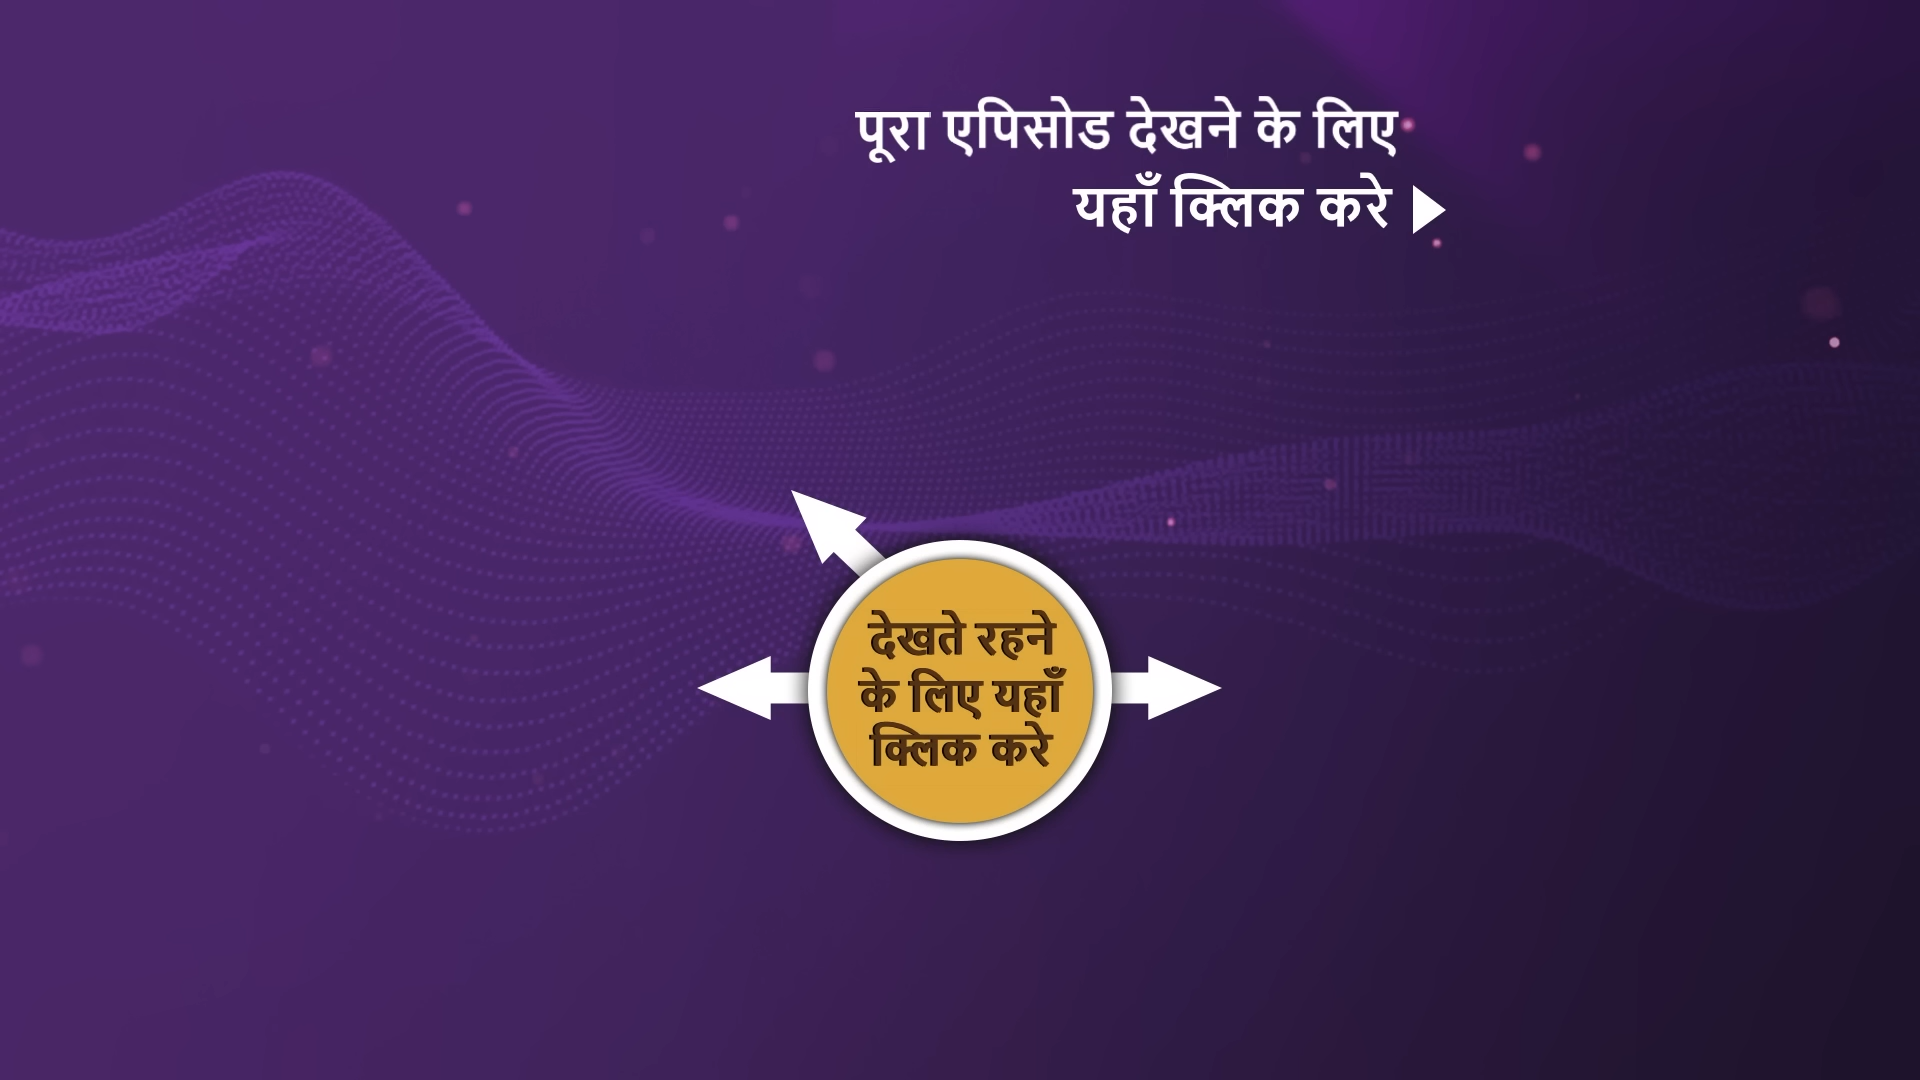 पूरा एपिसोड देखने के लिए
यहाँ क्लिक करे
देखते रहने
के लिए यहाँ
क्लिक करे